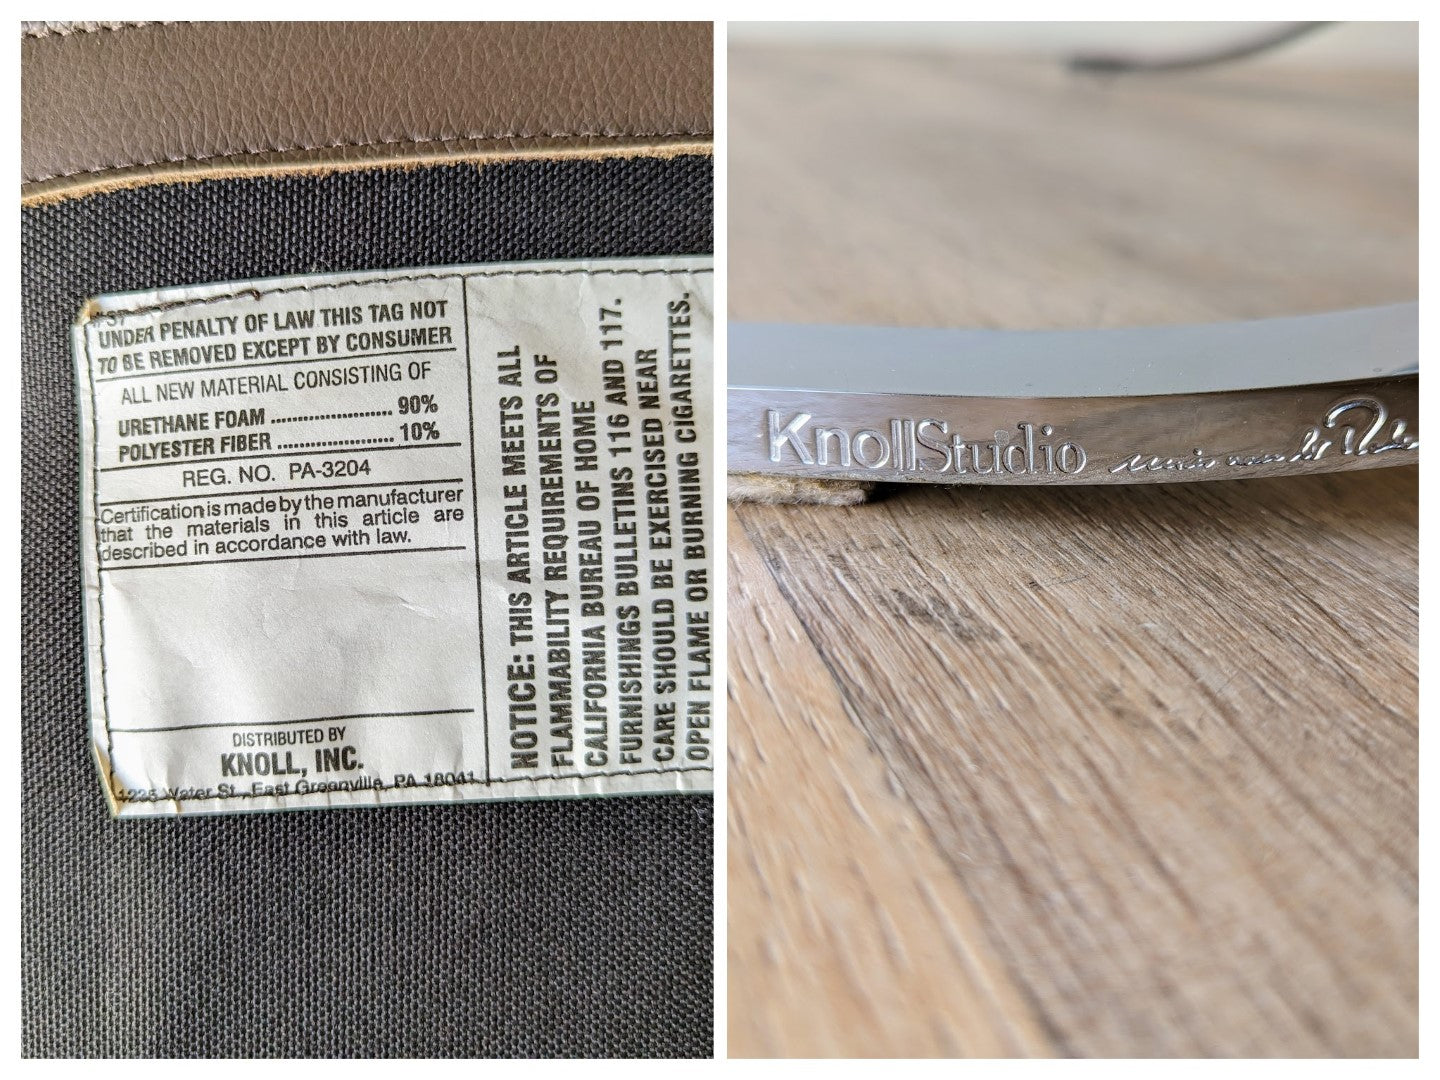 UNDER PENALTY OF LAW THIS TAG NOT
TO BE REMOVED EXCEPT BY CONSUMER
ALL NEW MATERIAL CONSISTING OF
URETHANE FOAM ...................... 90%
POLYESTER FIBER ..................... 10%
REG. NO. PA-3204
Certification is made by the manufacturer
that the materials in this article are
described in accordance with law.
DISTRIBUTED BY
KNOLL, INC.
1235 Water St., East Greenville, PA 18041
NOTICE: THIS ARTICLE MEETS ALL
FLAMMABILITY REQUIREMENTS OF
CALIFORNIA BUREAU OF HOME
FURNISHINGS BULLETINS 116 AND 117.
CARE SHOULD BE EXERCISED NEAR
OPEN FLAME OR BURNING CIGARETTES.
KnollStudio